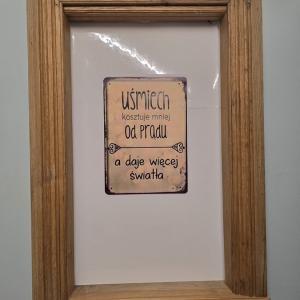 uśmiech
kosztuje mniej
od prądu
a daje więcej
światła